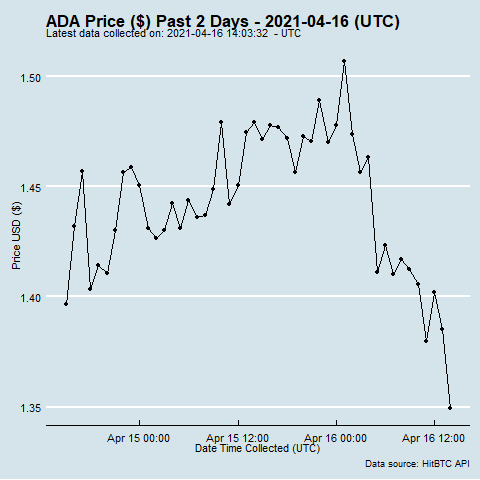 ADA Price ($) Past 2 Days - 2021-04-16 (UTC)
Latest data collected on: 2021-04-16 14:03:32  - UTC
Price USD ($)
1.50
1.45
1.40
1.35
Apr 15 00:00
Apr 15 12:00
Apr 16 00:00
Apr 16 12:00
Date Time Collected (UTC)
Data source: HitBTC API